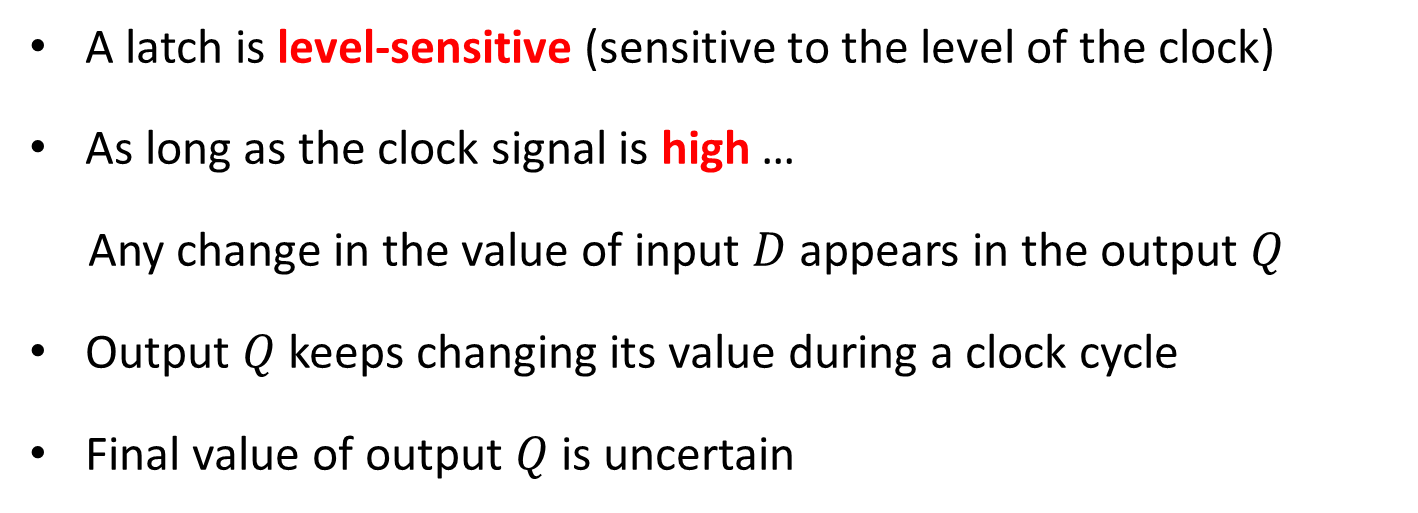 • A latch is level-sensitive (sensitive to the level of the clock)
• As long as the clock signal is high ...
Any change in the value of input D appears in the output Q
• Output Q keeps changing its value during a clock cycle
• Final value of output Q is uncertain